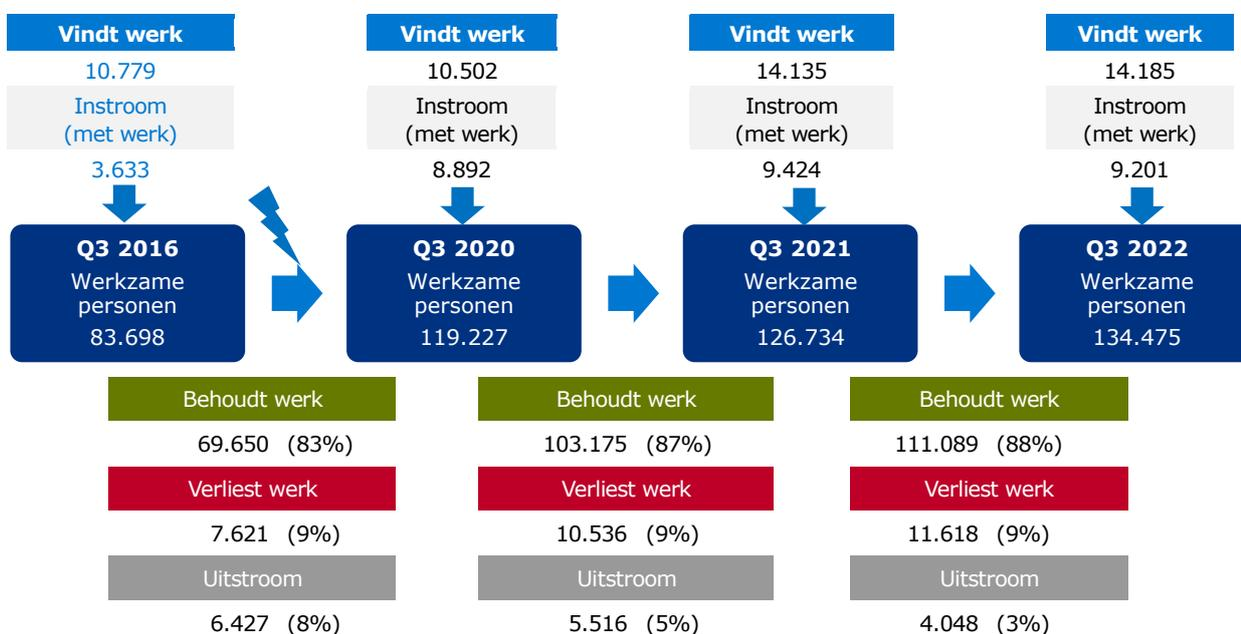 Vindt werk
10.779
Instroom
(met werk)
3.633
Vindt werk
10.502
Instroom
(met werk)
8.892
Vindt werk
14.135
Instroom
(met werk)
9.424
Vindt werk
14.185
Instroom
(met werk)
9.201
Q3 2016
Werkzame
personen
83.698
Q3 2020
Werkzame
personen
119.227
Q3 2021
Werkzame
personen
126.734
Q3 2022
Werkzame
personen
134.475
Behoudt werk
69.650 (83%)
Verliest werk
7.621 (9%)
Uitstroom
6.427 (8%)
Behoudt werk
103.175 (87%)
Verliest werk
10.536 (9%)
Uitstroom
5.516 (5%)
Behoudt werk
111.089 (88%)
Verliest werk
11.618 (9%)
Uitstroom
4.048 (3%)